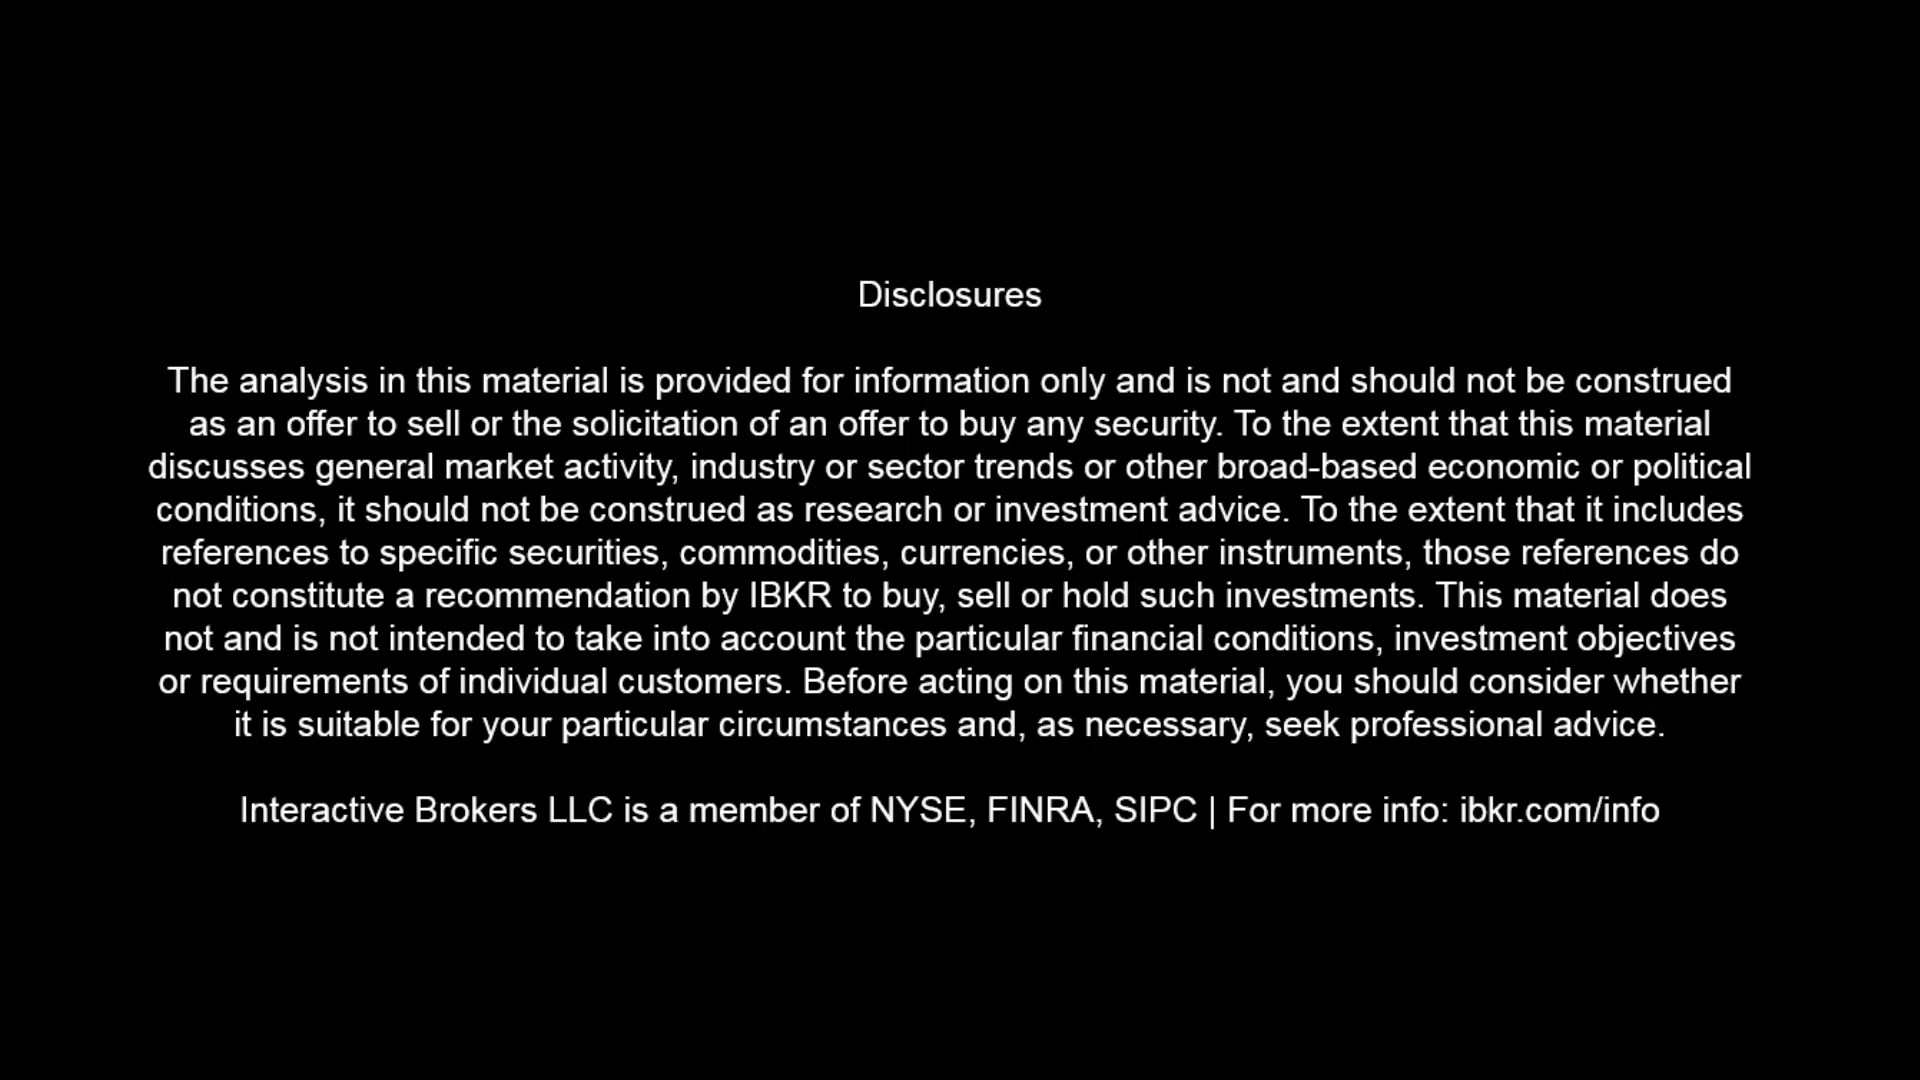 Disclosures
The analysis in this material is provided for information only and is not and should not be construed
as an offer to sell or the solicitation of an offer to buy any security. To the extent that this material
discusses general market activity, industry or sector trends or other broad-based economic or political
conditions, it should not be construed as research or investment advice. To the extent that it includes
references to specific securities, commodities, currencies, or other instruments, those references do
not constitute a recommendation by IBKR to buy, sell or hold such investments. This material does
not and is not intended to take into account the particular financial conditions, investment objectives
or requirements of individual customers. Before acting on this material, you should consider whether
it is suitable for your particular circumstances and, as necessary, seek professional advice.
Interactive Brokers LLC is a member of NYSE, FINRA, SIPC | For more info: ibkr.com/info